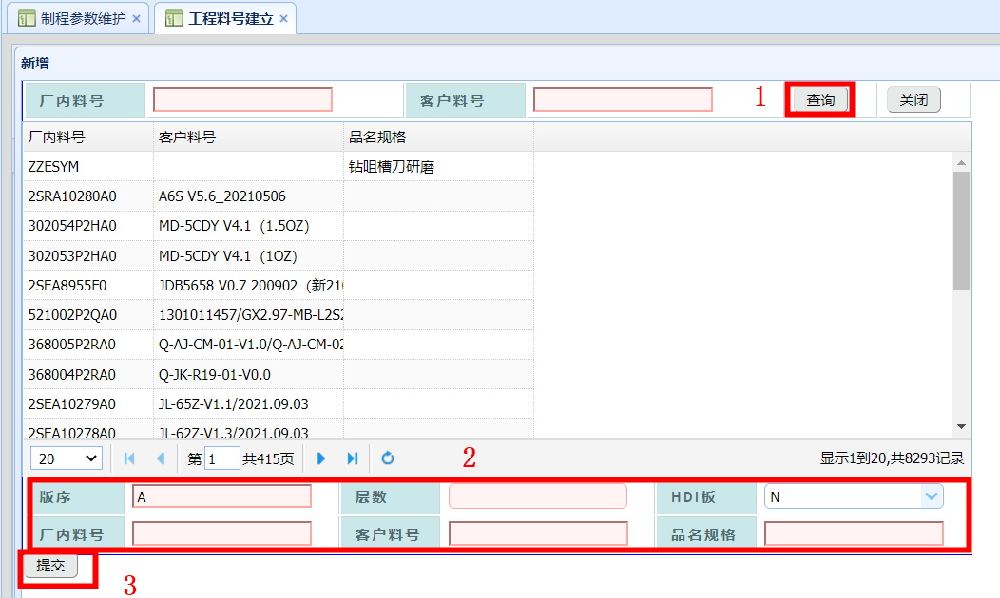 制程参数维护 × 工程料号建立 ×
新增
厂内料号 客户料号 1 查询 关闭
厂内料号 客户料号 品名规格
ZZESYM 钻咀槽刀研磨
2SRA10280A0 A6S V5.6_20210506
302054P2HA0 MD-5CDY V4.1（1.5OZ）
302053P2HA0 MD-5CDY V4.1（1OZ）
2SEA8955F0 JDB5658 V0.7 200902（新21
521002P2QA0 1301011457/GX2.97-MB-L2S
368005P2RA0 Q-AJ-CM-01-V1.0/Q-AJ-CM-02
368004P2RA0 Q-JK-R19-01-V0.0
2SEA10279A0 JL-65Z-V1.1/2021.09.03
2SEA10278A0 JL-62Z-V1.3/2021.09.03
20 第 1 共415页 2 显示1到20,共8293记录
版序 A 层数 HDI板 N
厂内料号 客户料号 品名规格
提交 3